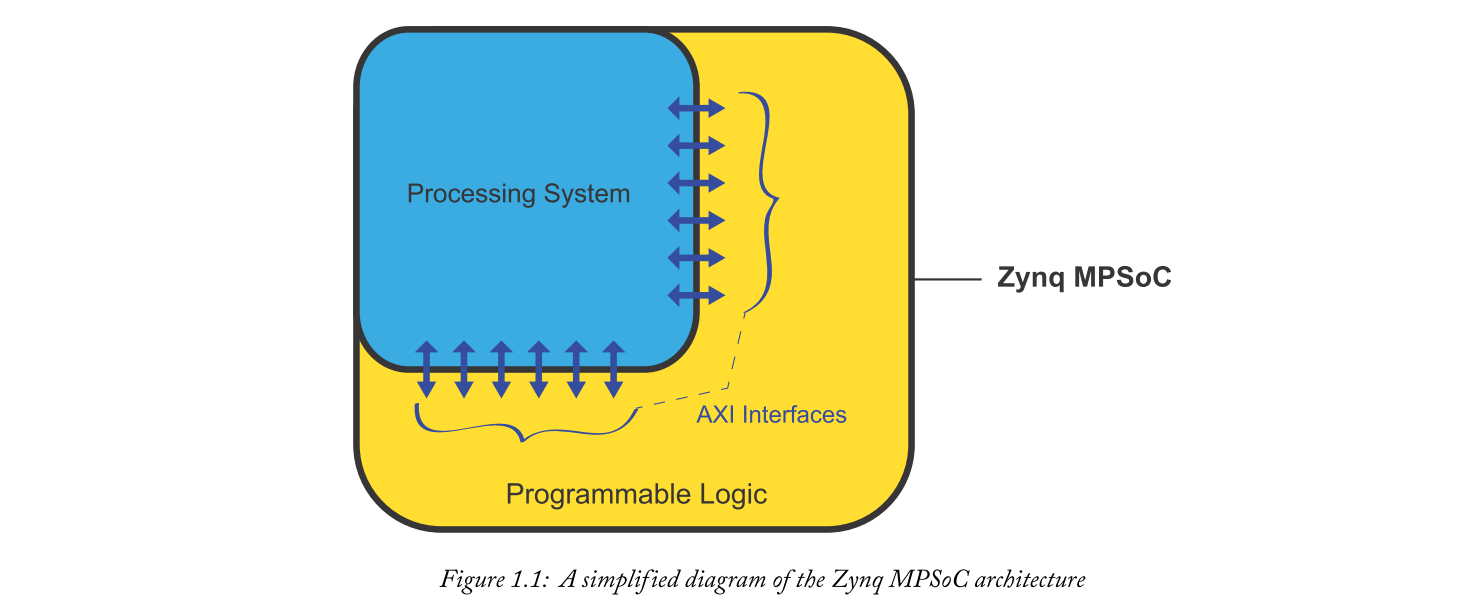 Processing System
Zynq MPSoC
AXI Interfaces
Programmable Logic
Figure 1.1: A simplified diagram of the Zynq MPSoC architecture